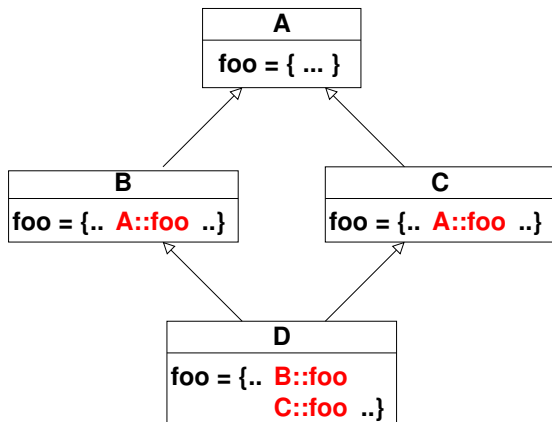 A
foo = { ... }
B
foo = {.. A::foo ..}
C
foo = {.. A::foo ..}
D
foo = {.. B::foo
C::foo ..}